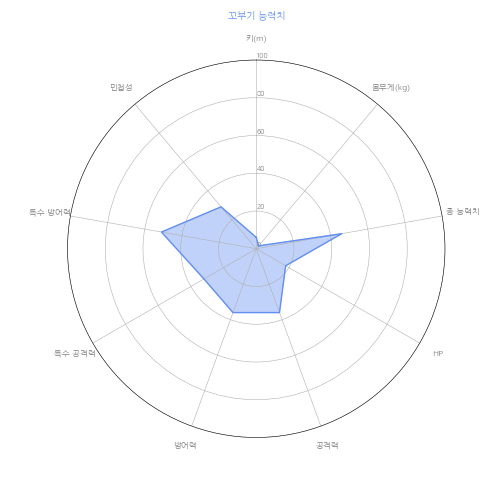 꼬부기 능력치
키(m)
100
80
60
40
20
몸무게(kg)
총 능력치
HP
공격력
방어력
특수 공격력
특수 방어력
민첩성